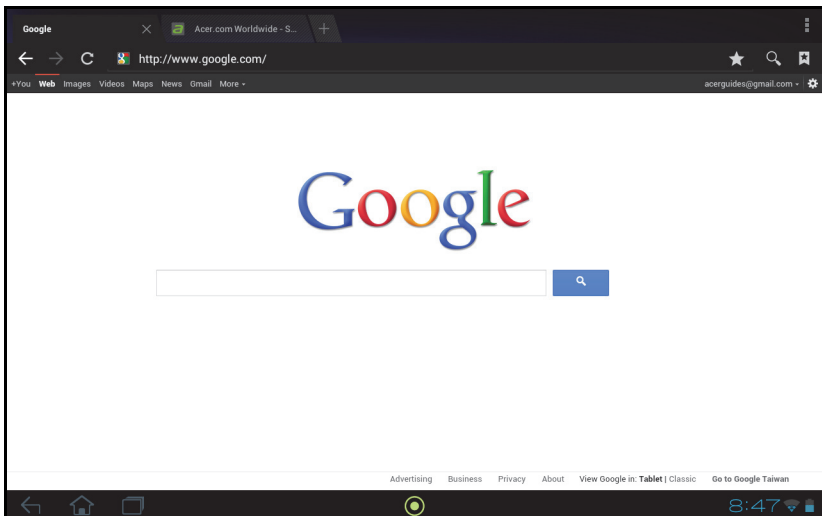 Google Acer.com Worldwide - S...
http://www.google.com/
+You Web Images Videos Maps News Gmail More acerguides@gmail.com
Google
Advertising Business Privacy About View Google in: Tablet | Classic Go to Google Taiwan
8:47